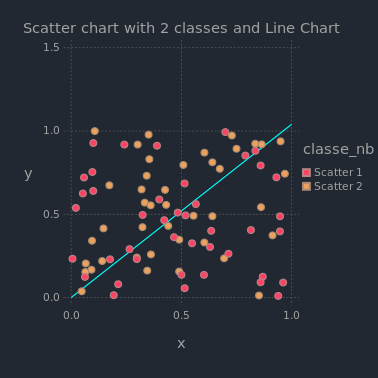 Scatter chart with 2 classes and Line Chart
1.5
1.0
0.5
0.0
y
0.0
0.5
1.0
x
classe_nb
Scatter 1
Scatter 2